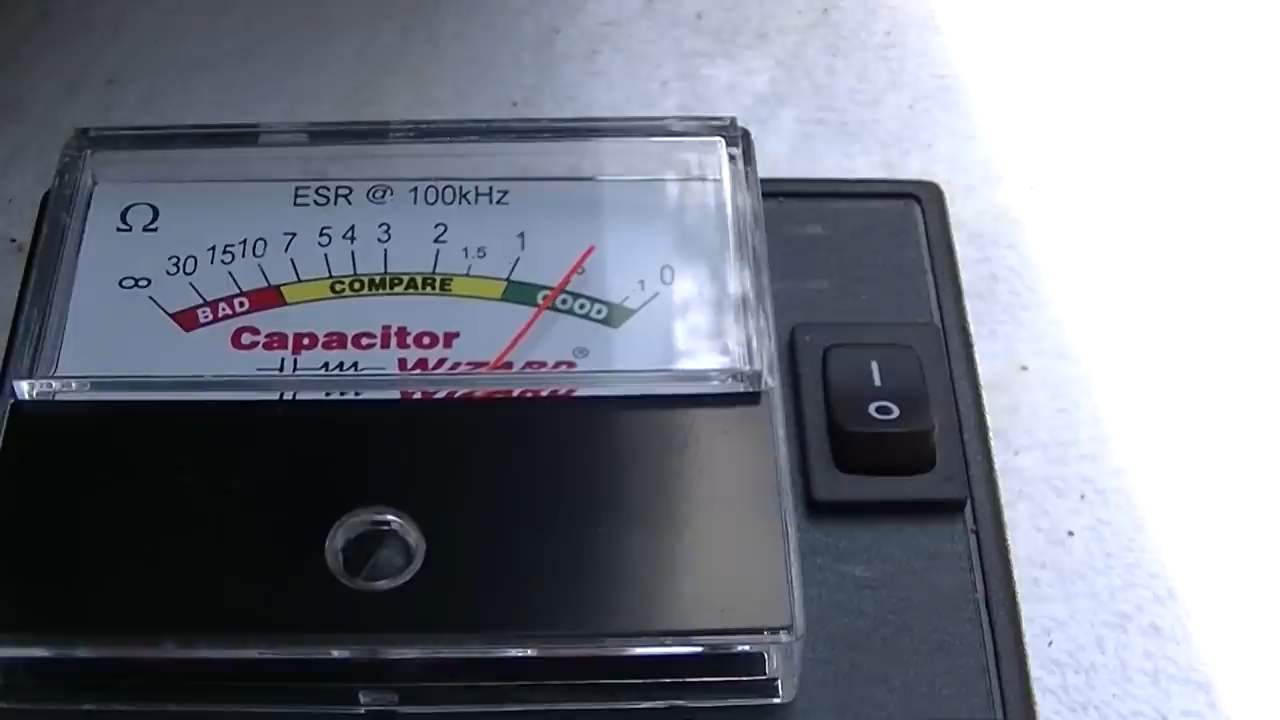 ESR @ 100kHz
Ω
∞ 30 15 10 7 5 4 3 2 1.5 1 .1 0
BAD COMPARE GOOD
Capacitor
WIZARD®
I
O